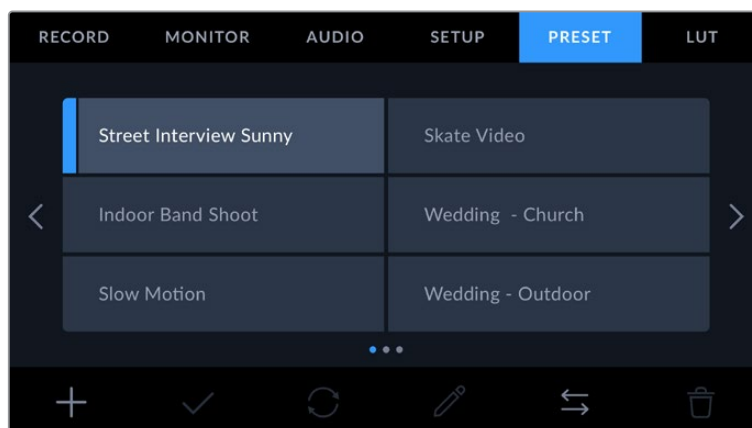 RECORD MONITOR AUDIO SETUP PRESET LUT
Street Interview Sunny Skate Video
Indoor Band Shoot Wedding - Church
Slow Motion Wedding - Outdoor